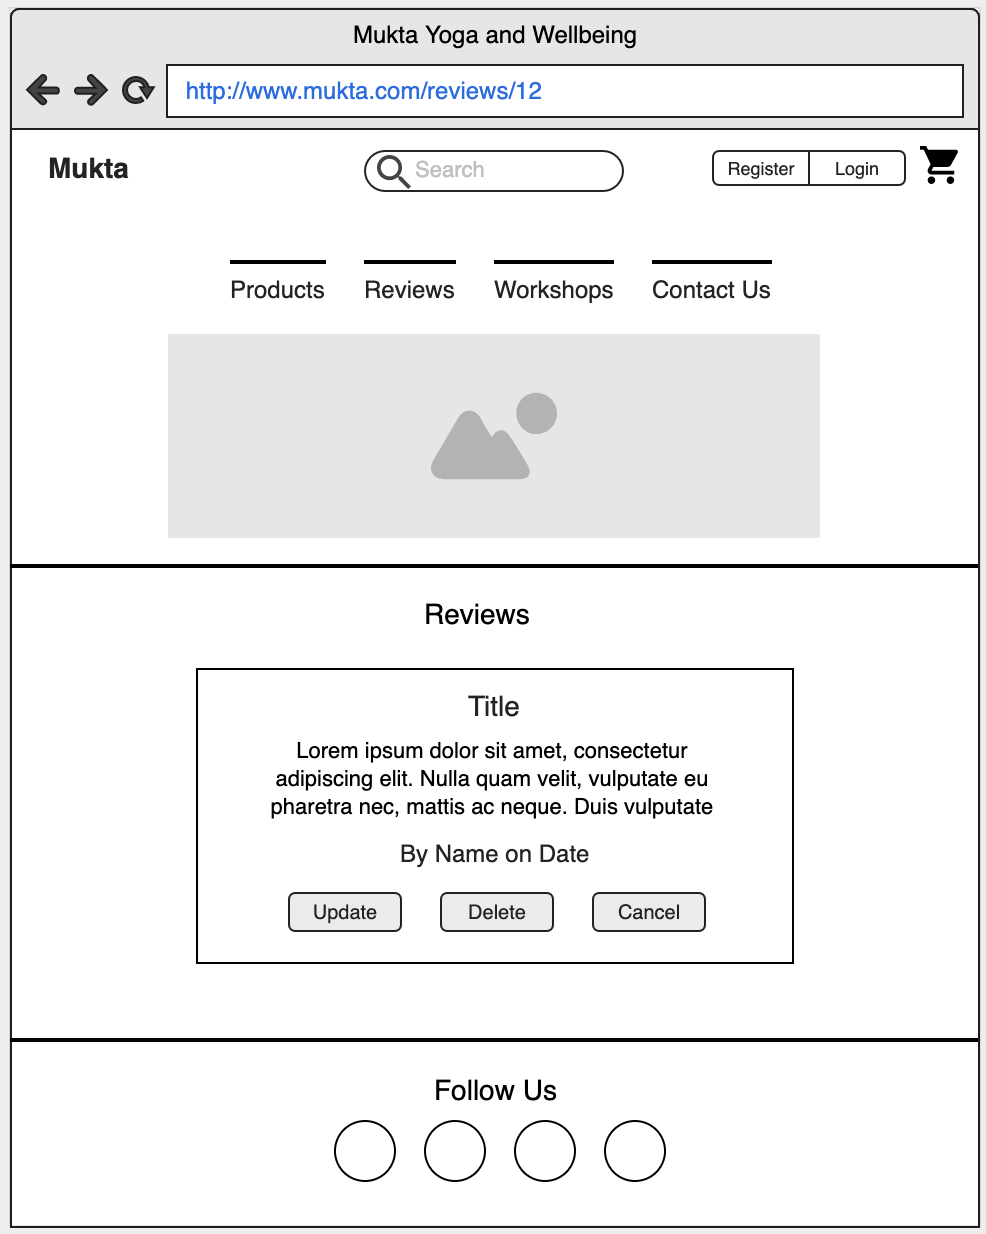 Mukta Yoga and Wellbeing
http://www.mukta.com/reviews/12
Mukta
Search
Register
Login
Products
Reviews
Workshops
Contact Us
Reviews
Title
Lorem ipsum dolor sit amet, consectetur
adipiscing elit. Nulla quam velit, vulputate eu
pharetra nec, mattis ac neque. Duis vulputate
By Name on Date
Update
Delete
Cancel
Follow Us